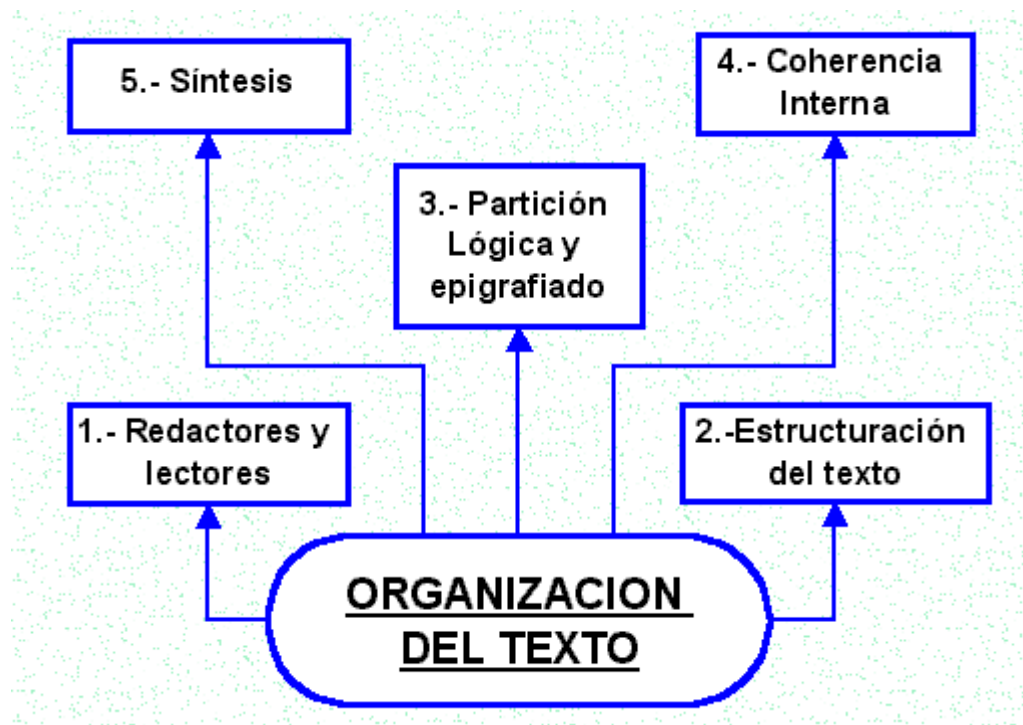 5.- Síntesis
4.- Coherencia
Interna
3.- Partición
Lógica y
epigrafiado
1.- Redactores y
lectores
2.-Estructuración
del texto
ORGANIZACION
DEL TEXTO